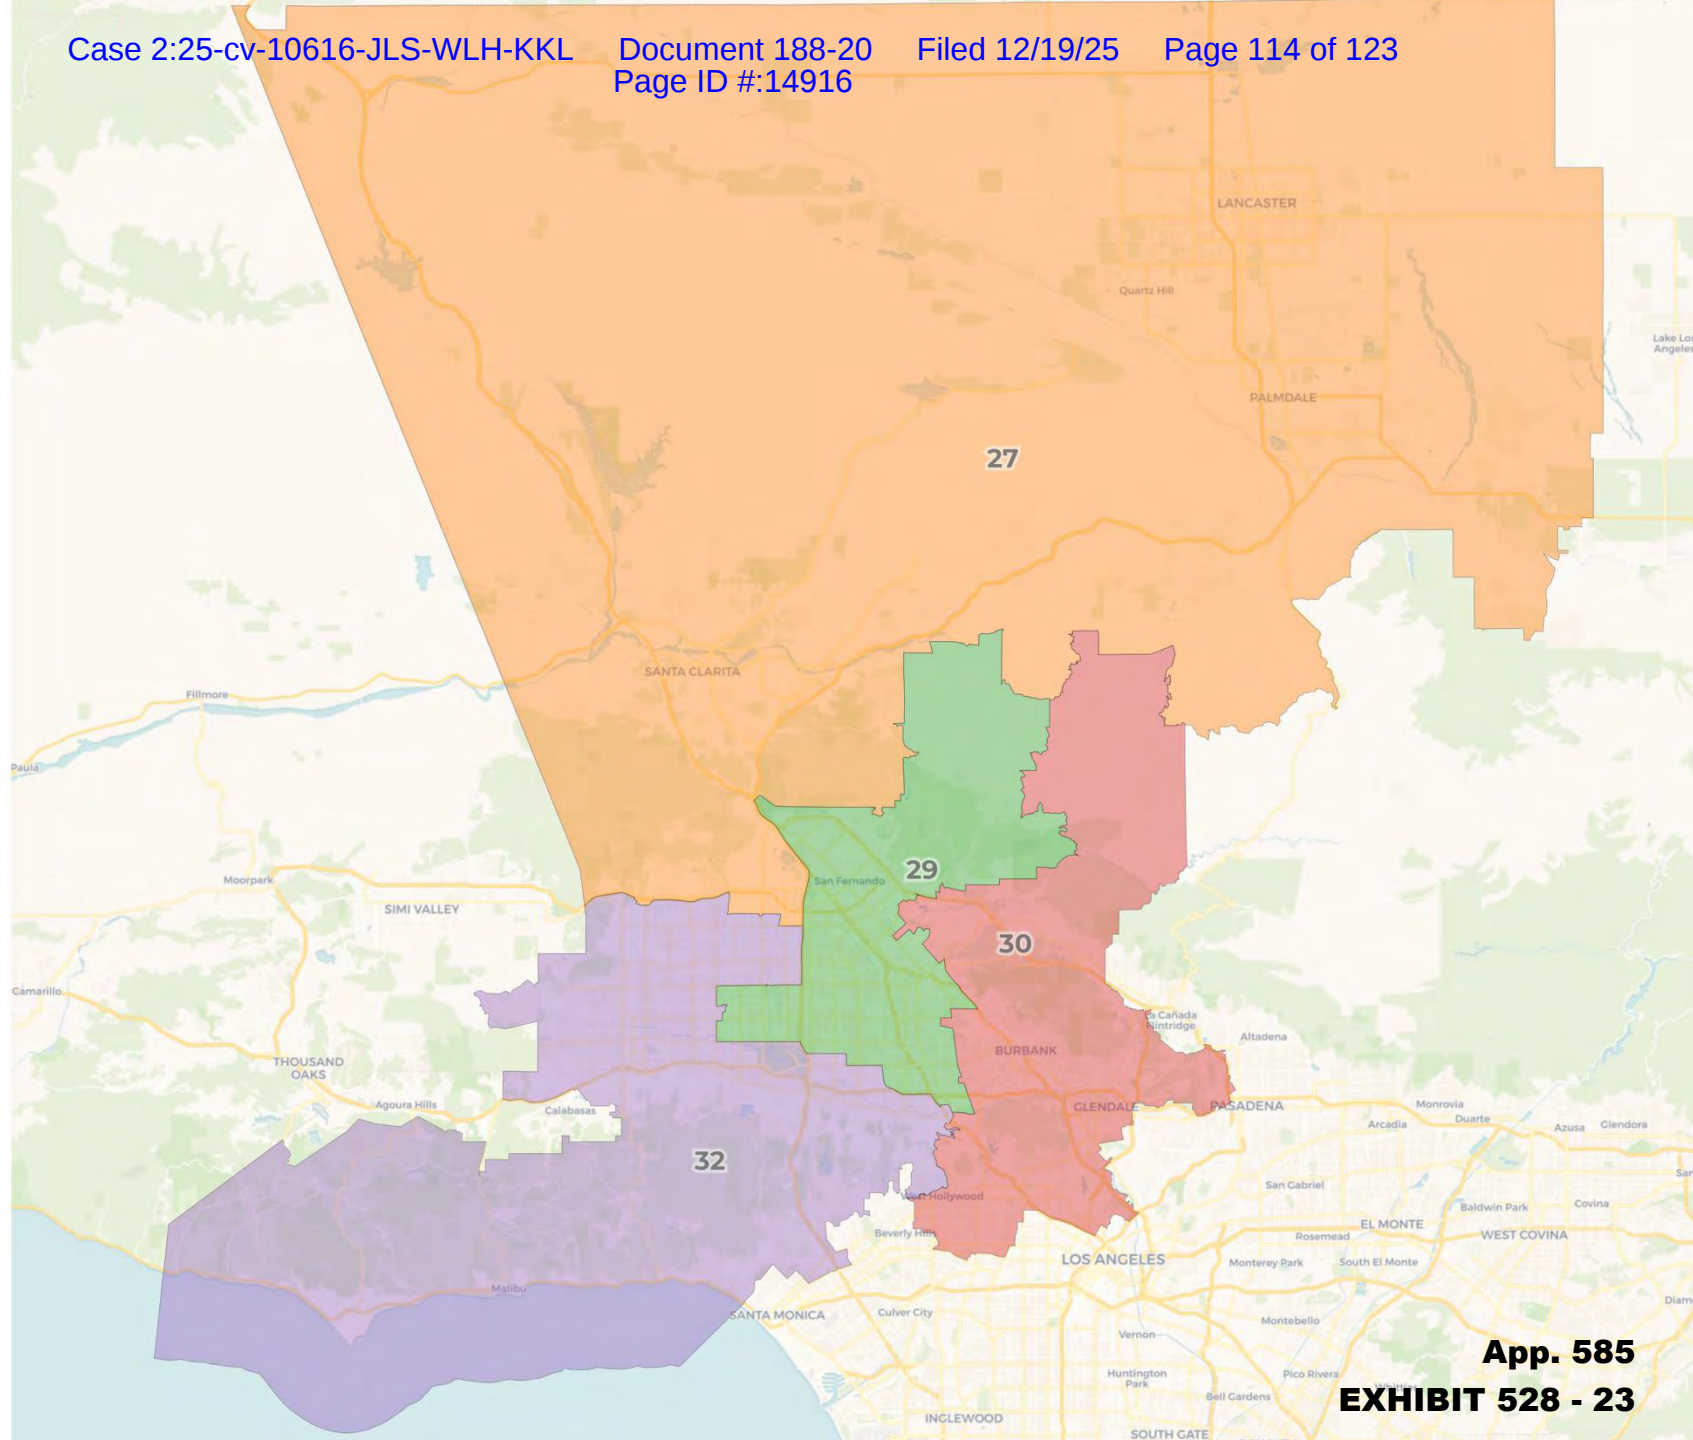 Case 2:25-cv-10616-JLS-WLH-KKL Document 188-20 Filed 12/19/25 Page 114 of 123
Page ID #:14916
LANCASTER
Quartz Hill
Lake Los
Angeles
PALMDALE
27
SANTA CLARITA
Fillmore
Paula
29
San Fernando
Moorpark
SIMI VALLEY
30
Camarillo
La Cañada
Flintridge
Altadena
BURBANK
THOUSAND
OAKS
Agoura Hills
Calabasas
GLENDALE
PASADENA
Monrovia
Duarte
Arcadia
Azusa
Glendora
32
San Gabriel
West Hollywood
Baldwin Park
Covina
Beverly Hills
EL MONTE
Rosemead
WEST COVINA
LOS ANGELES
Monterey Park
South El Monte
Malibu
SANTA MONICA
Culver City
Montebello
Vernon
App. 585
Huntington
Park
Pico Rivera
Whittier
Bell Gardens
EXHIBIT 528 - 23
INGLEWOOD
SOUTH GATE